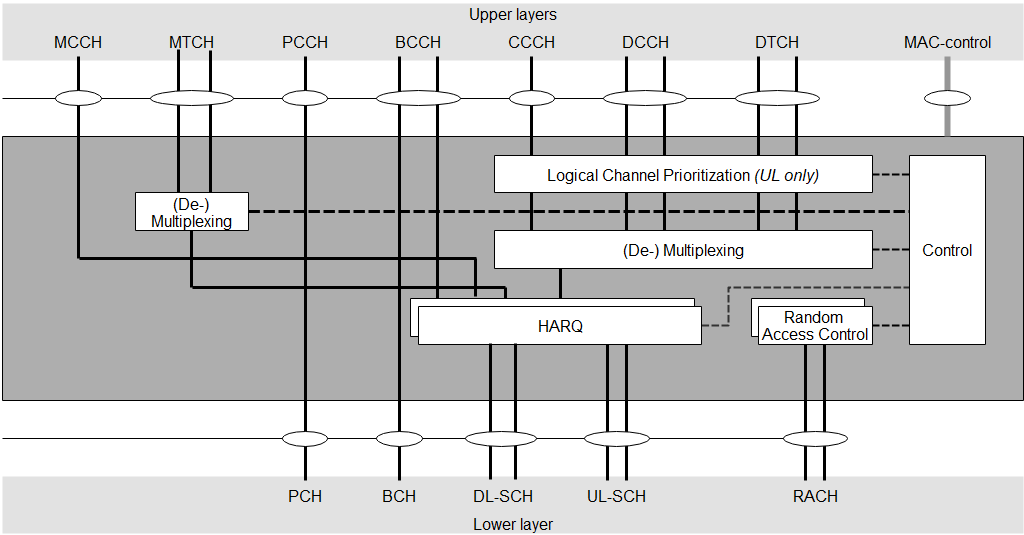 Upper layers
MCCH MTCH PCCH BCCH CCCH DCCH DTCH MAC-control
Logical Channel Prioritization (UL only)
(De-)
Multiplexing
(De-) Multiplexing
Control
HARQ
Random
Access Control
PCH BCH DL-SCH UL-SCH RACH
Lower layer